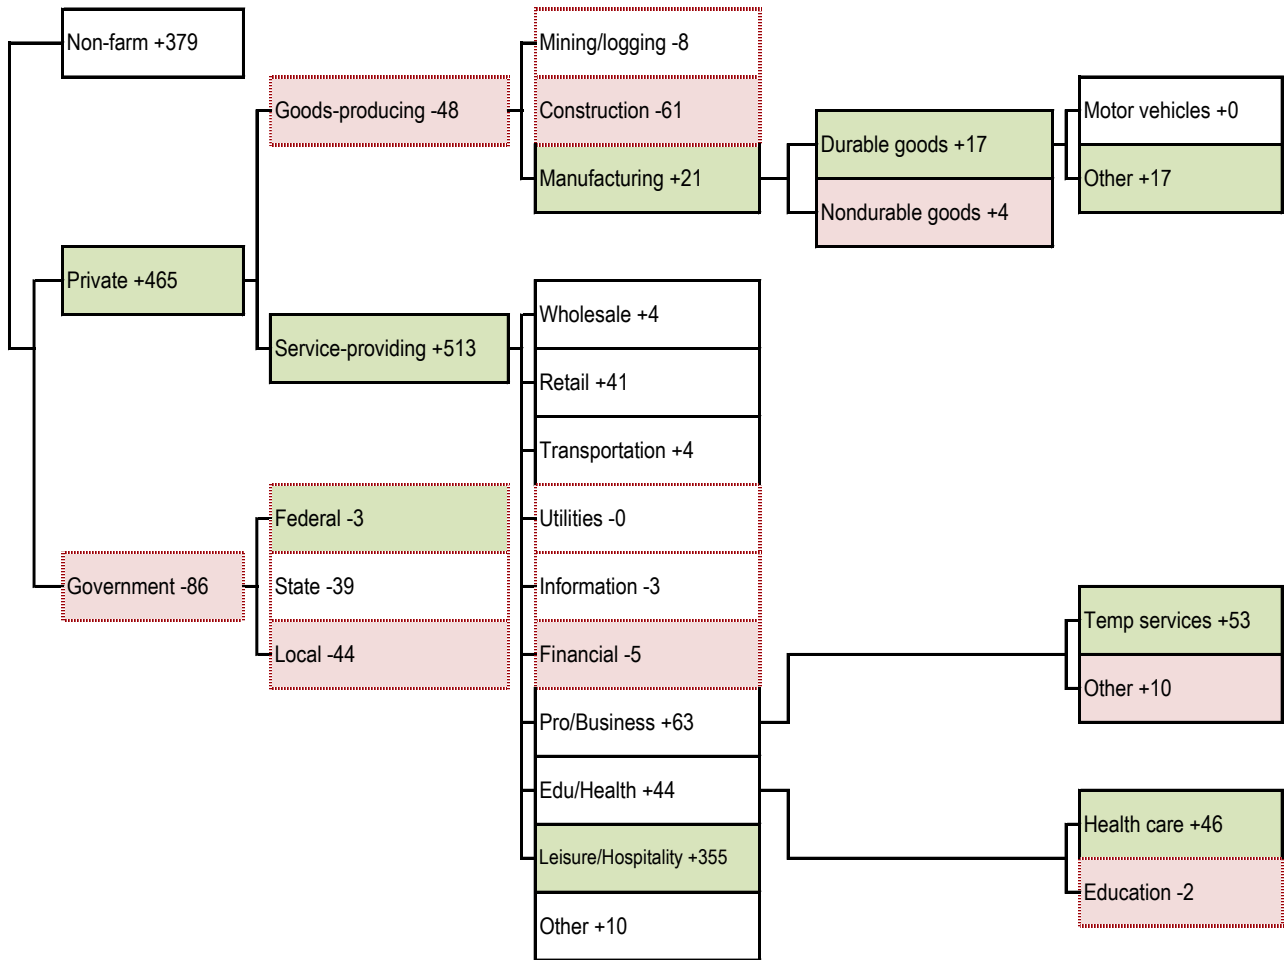 Non-farm +379
Private +465
Government -86
Goods-producing -48
Service-providing +513
Federal -3
State -39
Local -44
Mining/logging -8
Construction -61
Manufacturing +21
Wholesale +4
Retail +41
Transportation +4
Utilities -0
Information -3
Financial -5
Pro/Business +63
Edu/Health +44
Leisure/Hospitality +355
Other +10
Durable goods +17
Nondurable goods +4
Motor vehicles +0
Other +17
Temp services +53
Other +10
Health care +46
Education -2